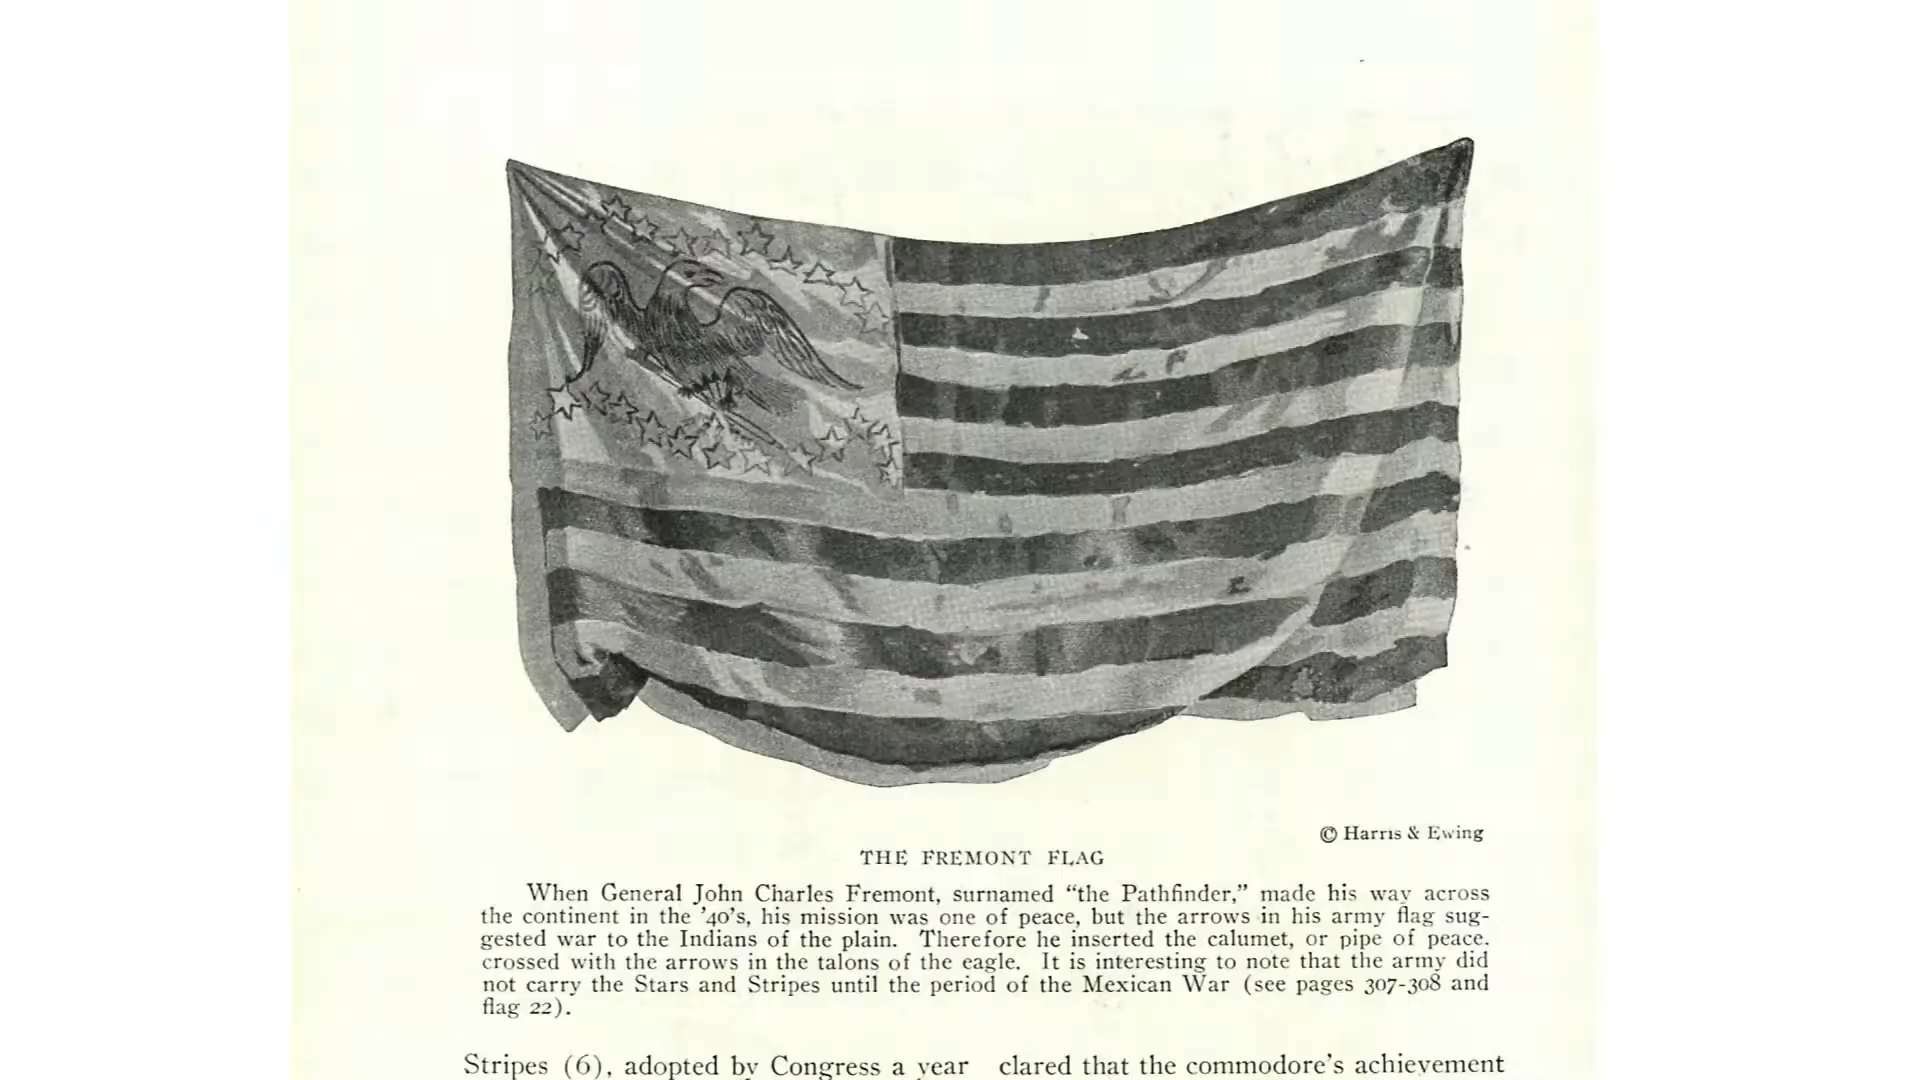 © Harris & Ewing
THE FREMONT FLAG
When General John Charles Fremont, surnamed "the Pathfinder," made his way across
the continent in the '40's, his mission was one of peace, but the arrows in his army flag sug-
gested war to the Indians of the plain. Therefore he inserted the calumet, or pipe of peace.
crossed with the arrows in the talons of the eagle. It is interesting to note that the army did
not carry the Stars and Stripes until the period of the Mexican War (see pages 307-308 and
flag 22).
Stripes (6), adopted by Congress a year
clared that the commodore's achievement